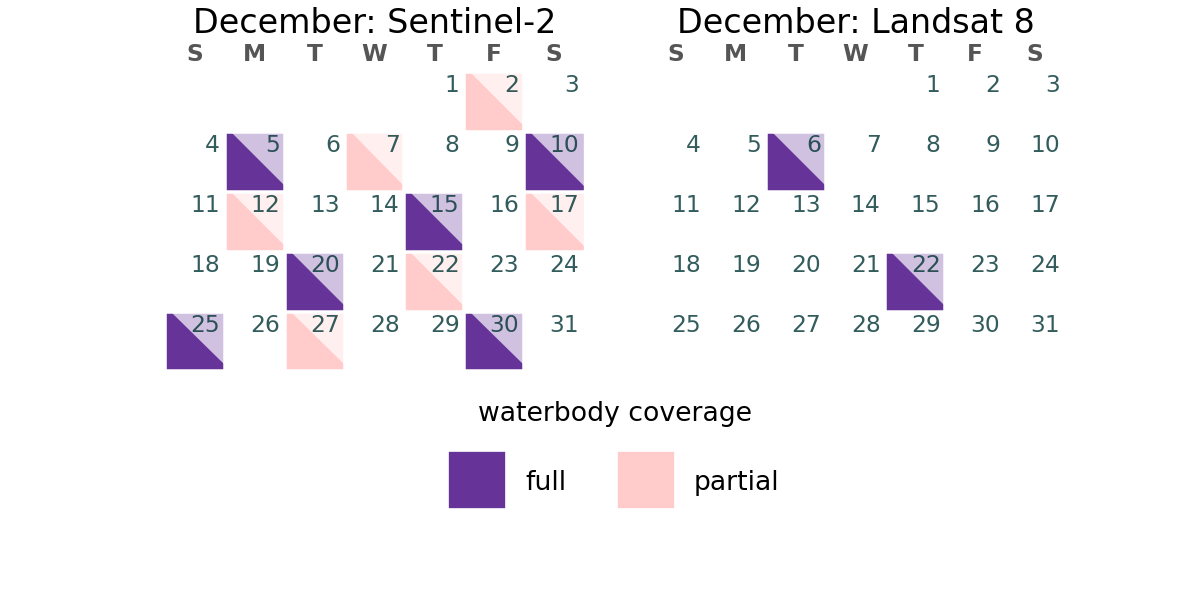 December: Sentinel-2
S M T W T F S
1 2 3
4 5 6 7 8 9 10
11 12 13 14 15 16 17
18 19 20 21 22 23 24
25 26 27 28 29 30 31
December: Landsat 8
S M T W T F S
1 2 3
4 5 6 7 8 9 10
11 12 13 14 15 16 17
18 19 20 21 22 23 24
25 26 27 28 29 30 31
waterbody coverage
full
partial